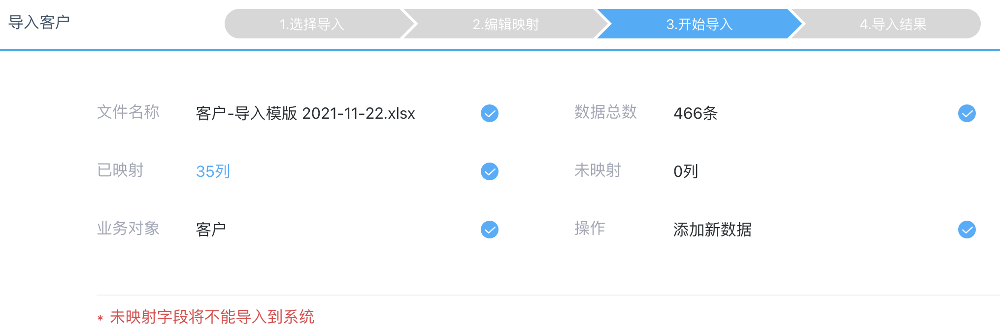 导入客户
1.选择导入
2.编辑映射
3.开始导入
4.导入结果
文件名称 客户-导入模版 2021-11-22.xlsx
数据总数 466条
已映射 35列
未映射 0列
业务对象 客户
操作 添加新数据
* 未映射字段将不能导入到系统